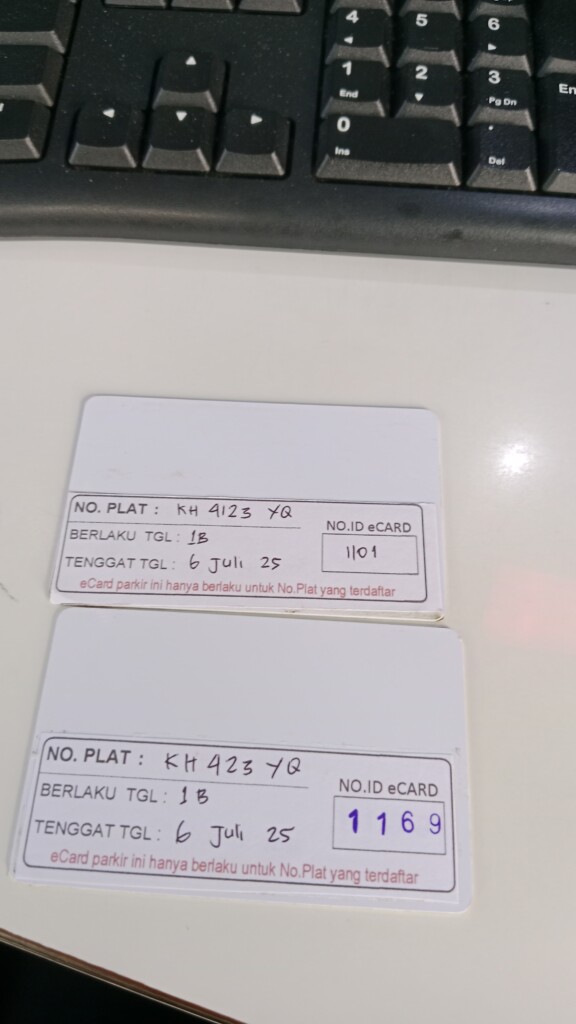 4 5 6
1 2 3
End Pg Dn
0
Ins Del
NO. PLAT : KH 4123 YQ
BERLAKU TGL : 1B
TENGGAT TGL : 6 Juli 25
NO.ID eCARD
1101
eCard parkir ini hanya berlaku untuk No.Plat yang terdaftar
NO. PLAT : KH 423 YQ
BERLAKU TGL : 1B
TENGGAT TGL : 6 Juli 25
NO.ID eCARD
1169
eCard parkir ini hanya berlaku untuk No.Plat yang terdaftar